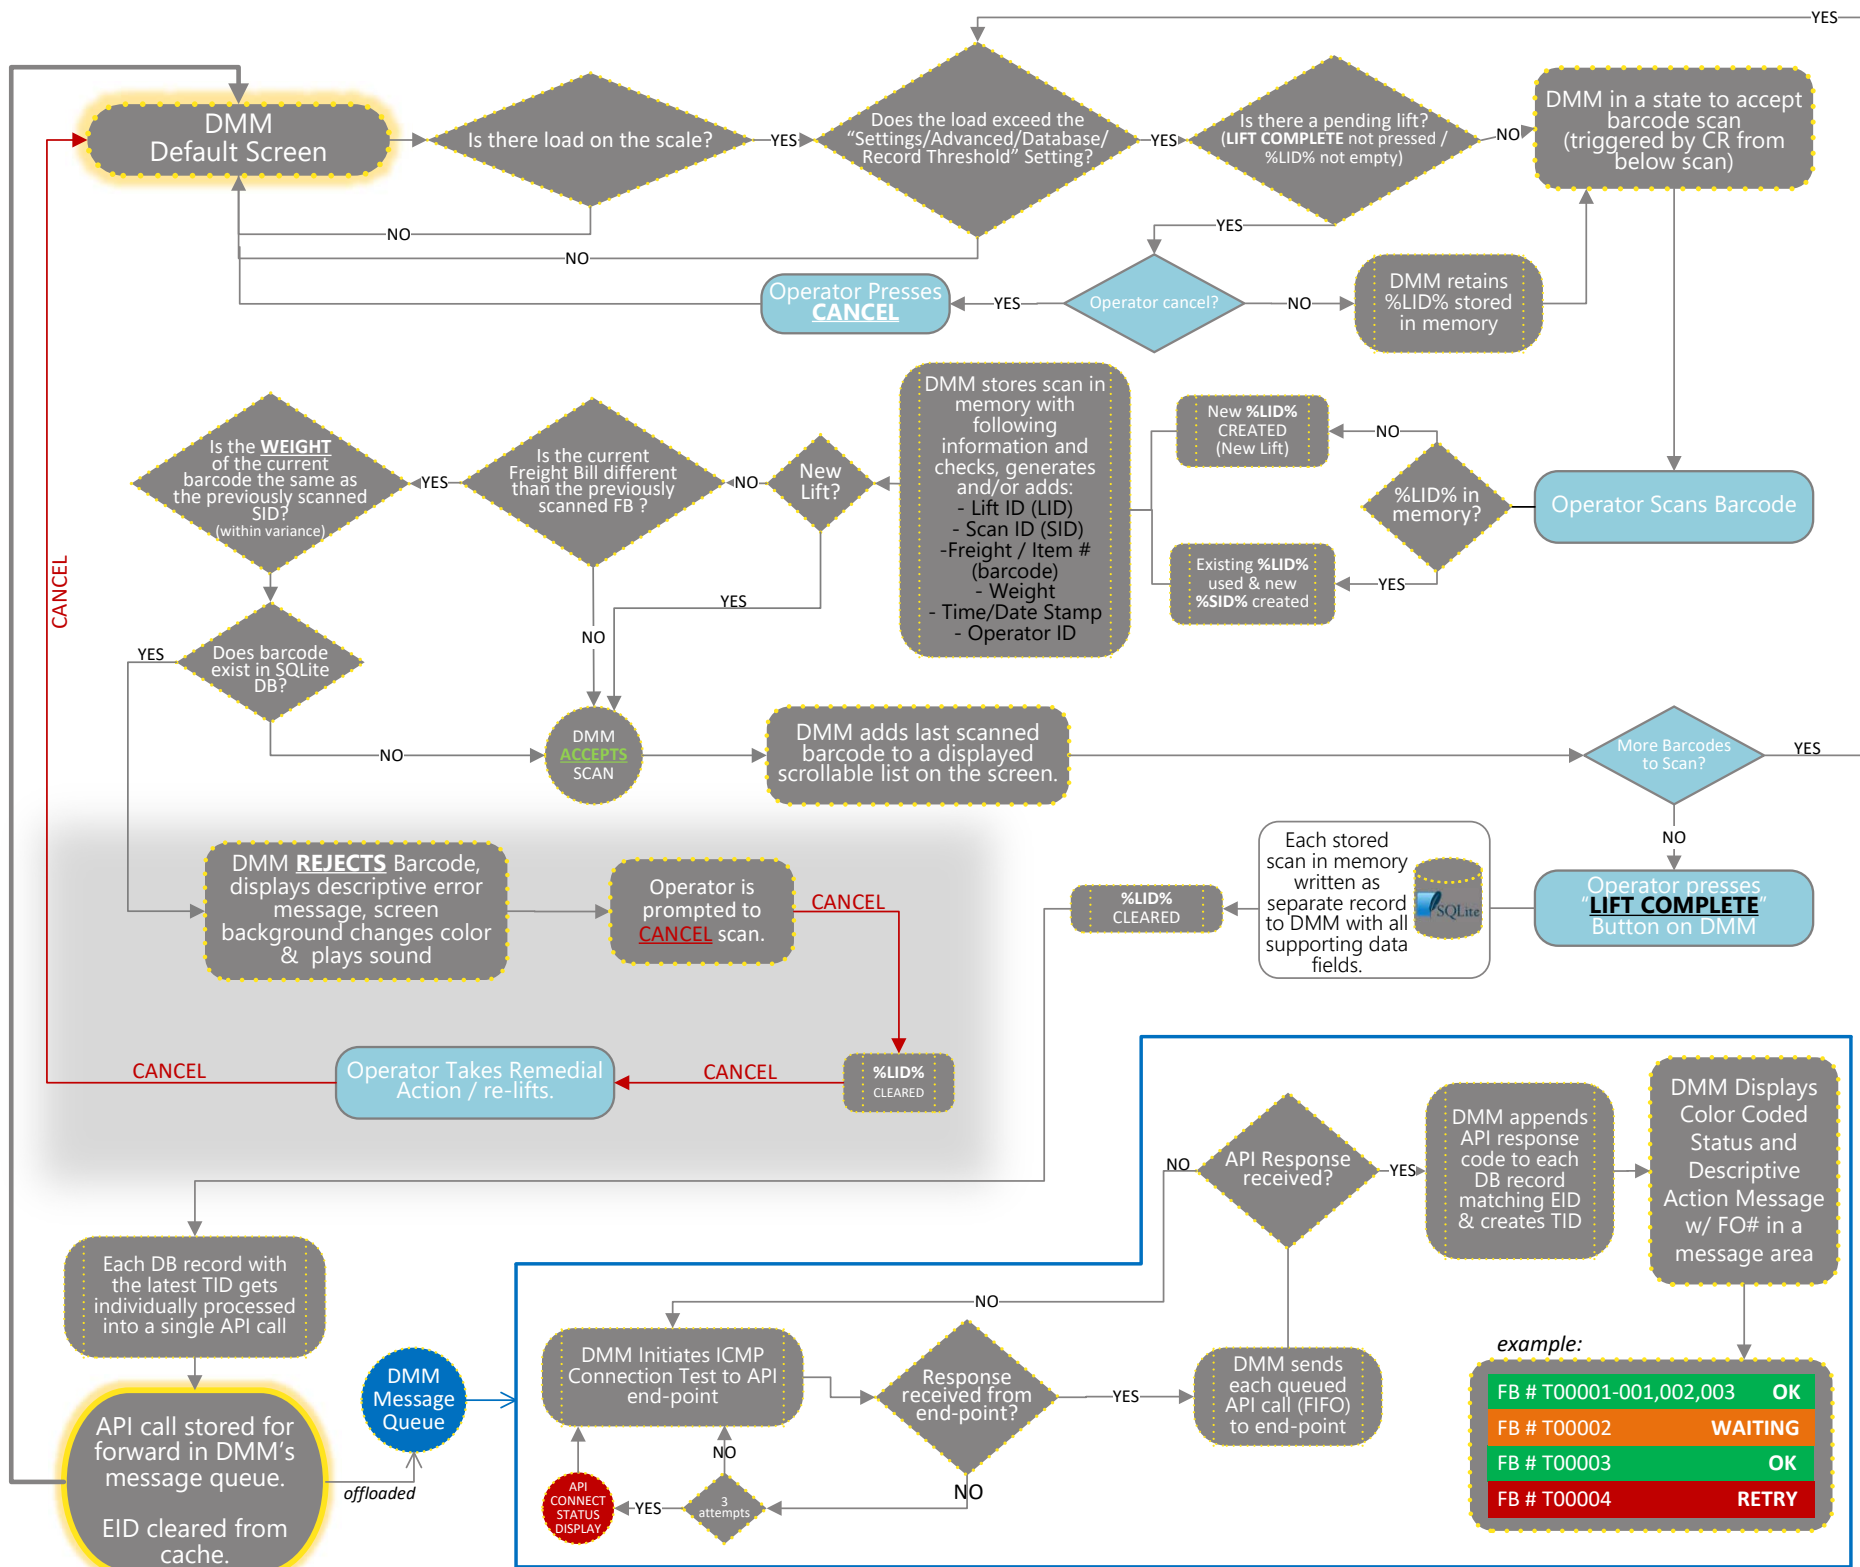 YES
DMM
Default Screen
Is there load on the scale?
YES
Does the load exceed the
"Settings/Advanced/Database/
Record Threshold" Setting?
YES
Is there a pending lift?
(LIFT COMPLETE not pressed /
%LID% not empty)
NO
DMM in a state to accept
barcode scan
(triggered by CR from
below scan)
NO
NO
YES
Operator Presses
CANCEL
YES
Operator cancel?
NO
DMM retains
%LID% stored
in memory
Is the WEIGHT
of the current
barcode the same as
the previously scanned
SID?
(within variance)
YES
Is the current
Freight Bill different
than the previously
scanned FB ?
NO
New
Lift?
DMM stores scan in
memory with
following
information and
checks, generates
and/or adds:
- Lift ID (LID)
- Scan ID (SID)
-Freight / Item #
(barcode)
- Weight
- Time/Date Stamp
- Operator ID
New %LID%
CREATED
(New Lift)
NO
%LID% in
memory?
Operator Scans Barcode
Existing %LID%
used & new
%SID% created
YES
CANCEL
YES
NO
YES
Does barcode
exist in SQLite
DB?
NO
DMM
ACCEPTS
SCAN
DMM adds last scanned
barcode to a displayed
scrollable list on the screen.
More Barcodes
to Scan?
YES
NO
DMM REJECTS Barcode,
displays descriptive error
message, screen
background changes color
& plays sound
Operator is
prompted to
CANCEL scan.
CANCEL
%LID%
CLEARED
Each stored
scan in memory
written as
separate record
to DMM with all
supporting data
fields.
SQLite
Operator presses
"LIFT COMPLETE"
Button on DMM
CANCEL
Operator Takes Remedial
Action / re-lifts.
CANCEL
%LID%
CLEARED
NO
API Response
received?
YES
DMM appends
API response
code to each
DB record
matching EID
& creates TID
DMM Displays
Color Coded
Status and
Descriptive
Action Message
w/ FO# in a
message area
Each DB record with
the latest TID gets
individually processed
into a single API call
NO
DMM Initiates ICMP
Connection Test to API
end-point
Response
received from
end-point?
YES
DMM sends
each queued
API call (FIFO)
to end-point
example:
FB # T00001-001,002,003 OK
FB # T00002 WAITING
FB # T00003 OK
FB # T00004 RETRY
DMM
Message
Queue
API call stored for
forward in DMM's
message queue.
EID cleared from
cache.
offloaded
NO
API
CONNECT
STATUS
DISPLAY
YES
3
attempts
NO